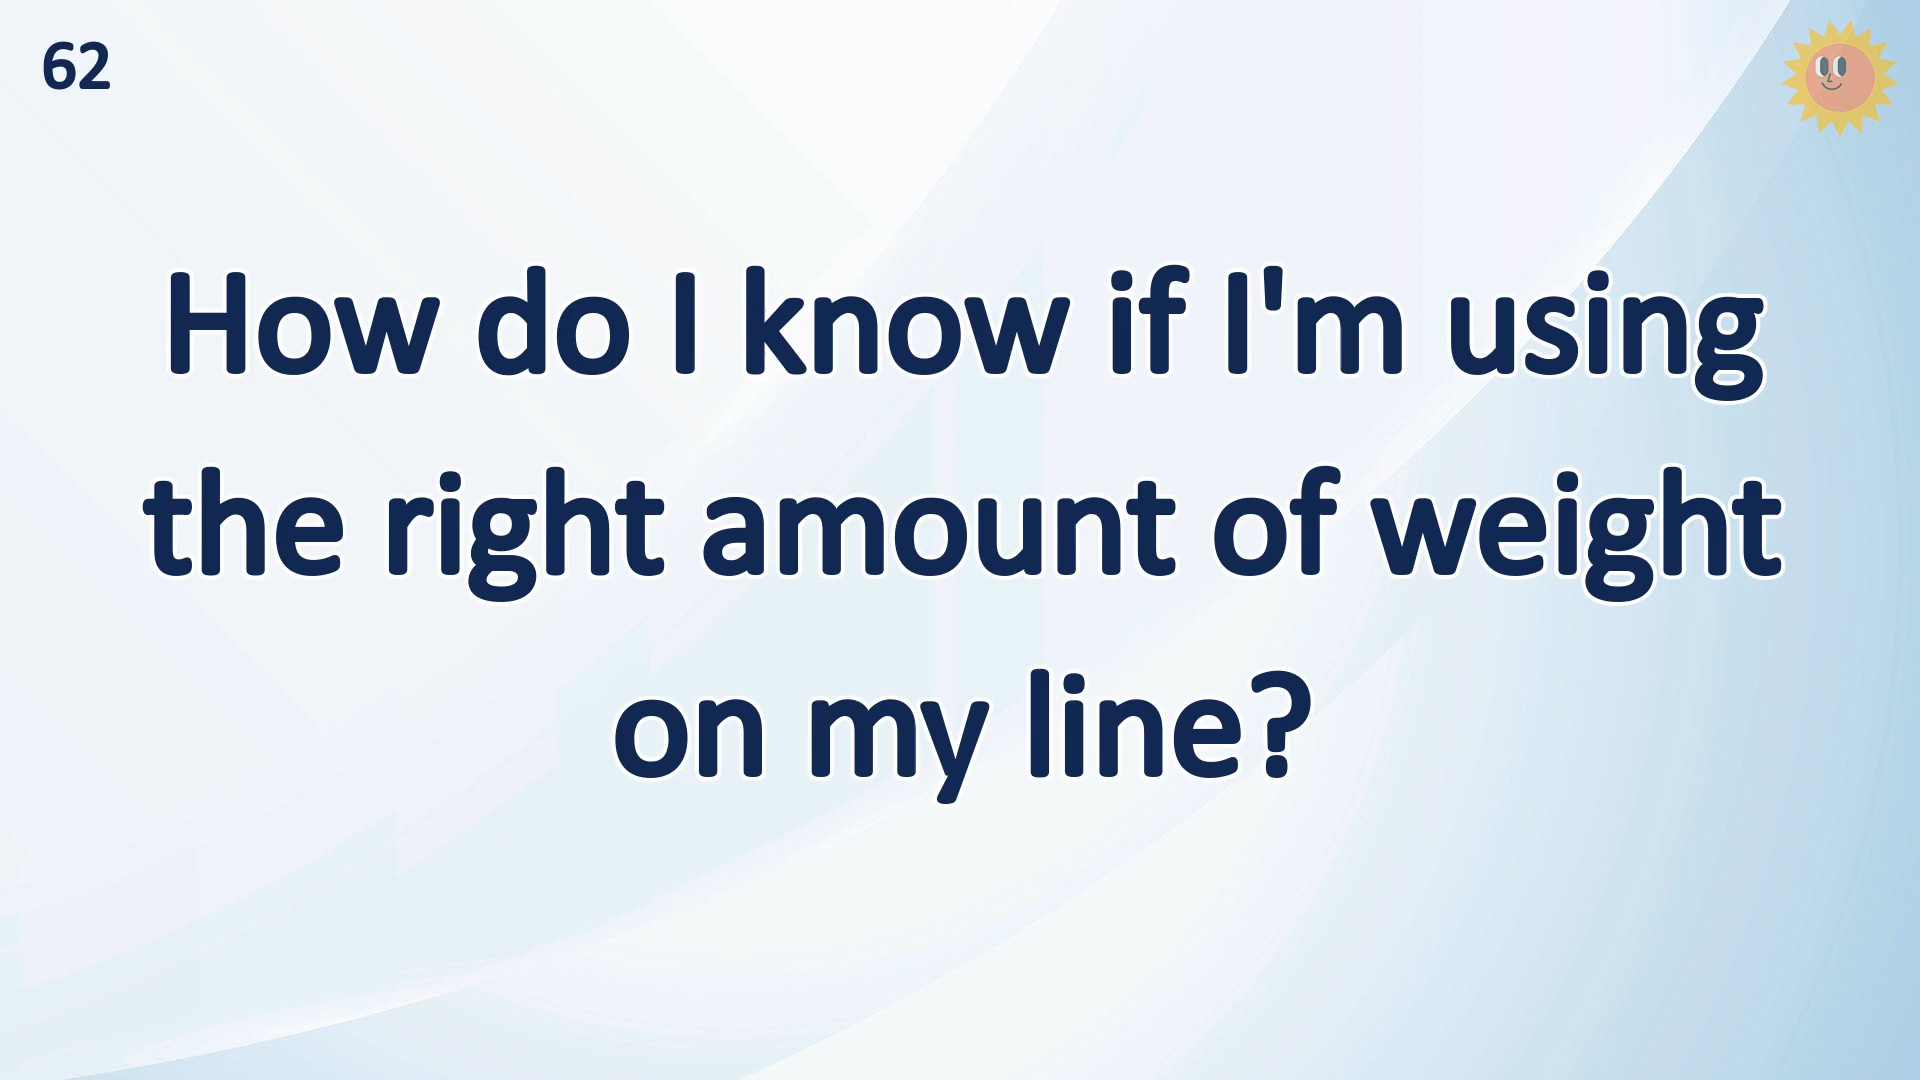 62
How do I know if I'm using
the right amount of weight
on my line?